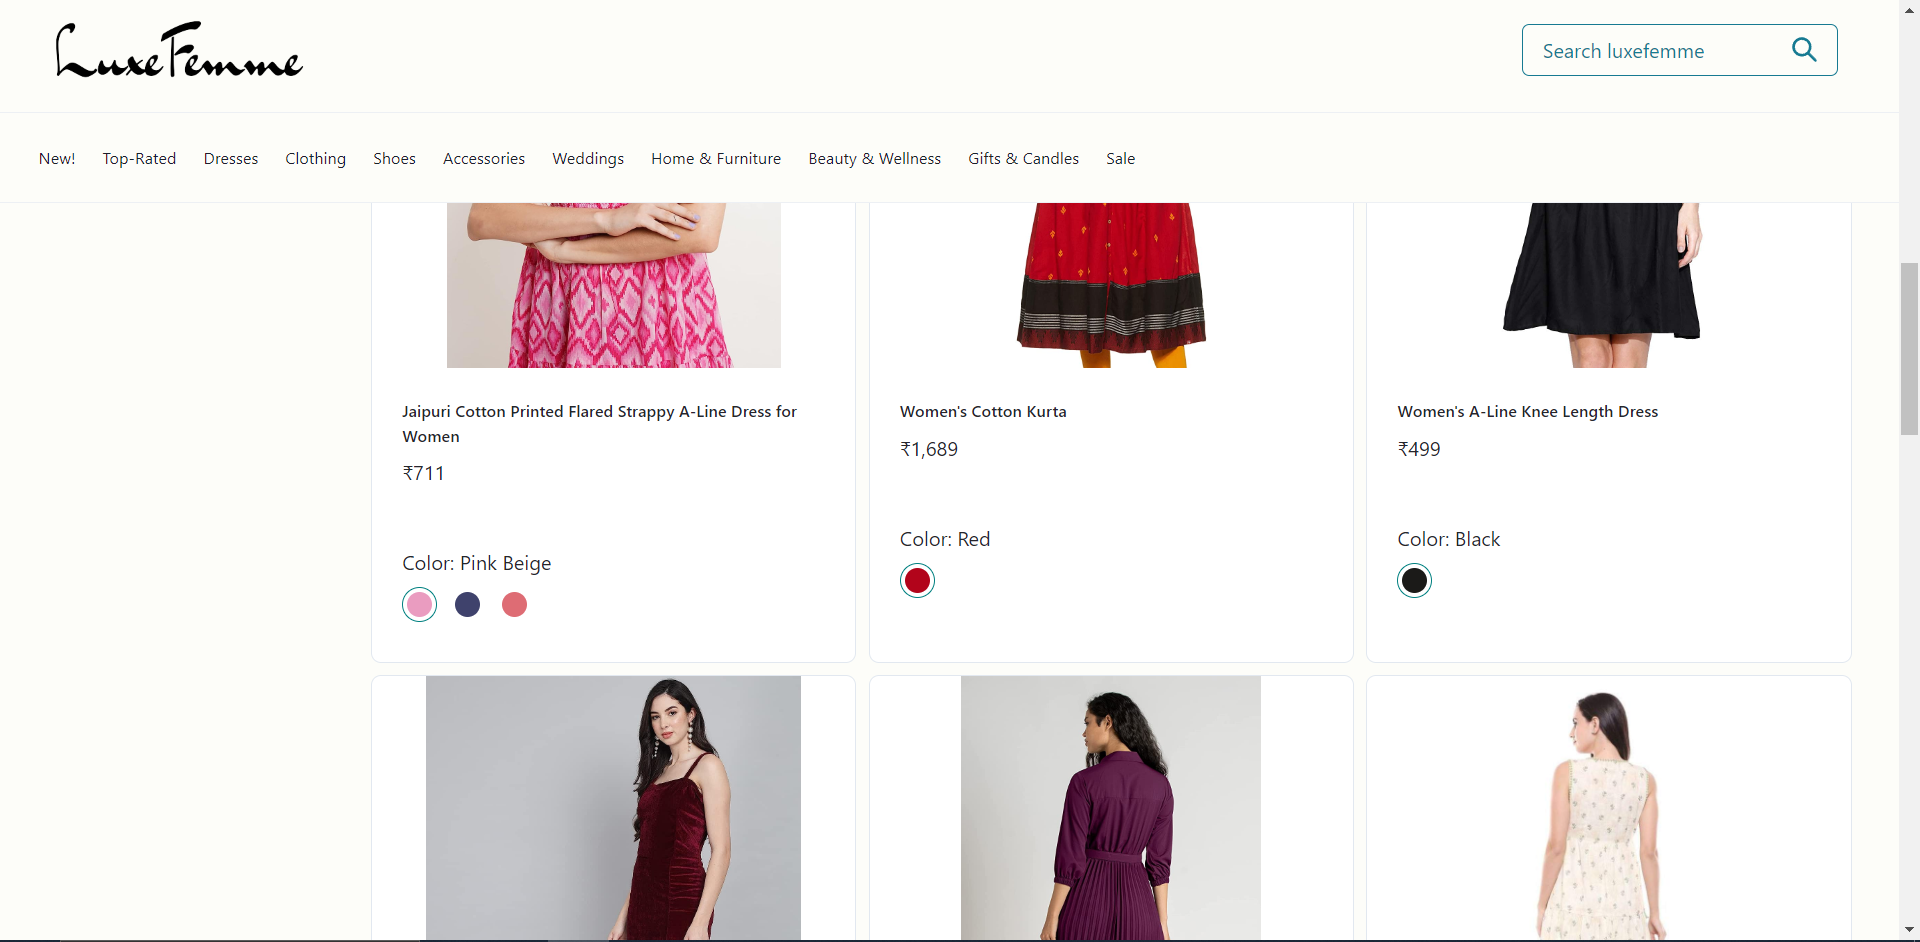 LuxeFemme
Search luxefemme
New! Top-Rated Dresses Clothing Shoes Accessories Weddings Home & Furniture Beauty & Wellness Gifts & Candles Sale
Jaipuri Cotton Printed Flared Strappy A-Line Dress for
Women
₹711
Color: Pink Beige
Women's Cotton Kurta
₹1,689
Color: Red
Women's A-Line Knee Length Dress
₹499
Color: Black